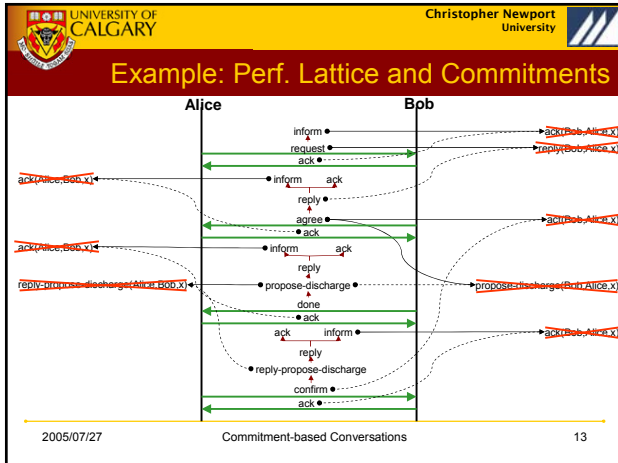 UNIVERSITY OF
CALGARY
Christopher Newport
University
Example: Perf. Lattice and Commitments
Alice
Bob
inform
ack(Bob,Alice,x)
request
reply(Bob,Alice,x)
ack
ack(Alice,Bob,x)
inform ack
reply
agree
act(Bob,Alice,x)
ack
ack(Alice,Bob,x)
inform ack
reply
reply-propose-discharge(Alice,Bob,x)
propose-discharge
propose-discharge(Bob,Alice,x)
done
ack
ack inform
ack(Bob,Alice,x)
reply
reply-propose-discharge
confirm
ack
2005/07/27
Commitment-based Conversations
13